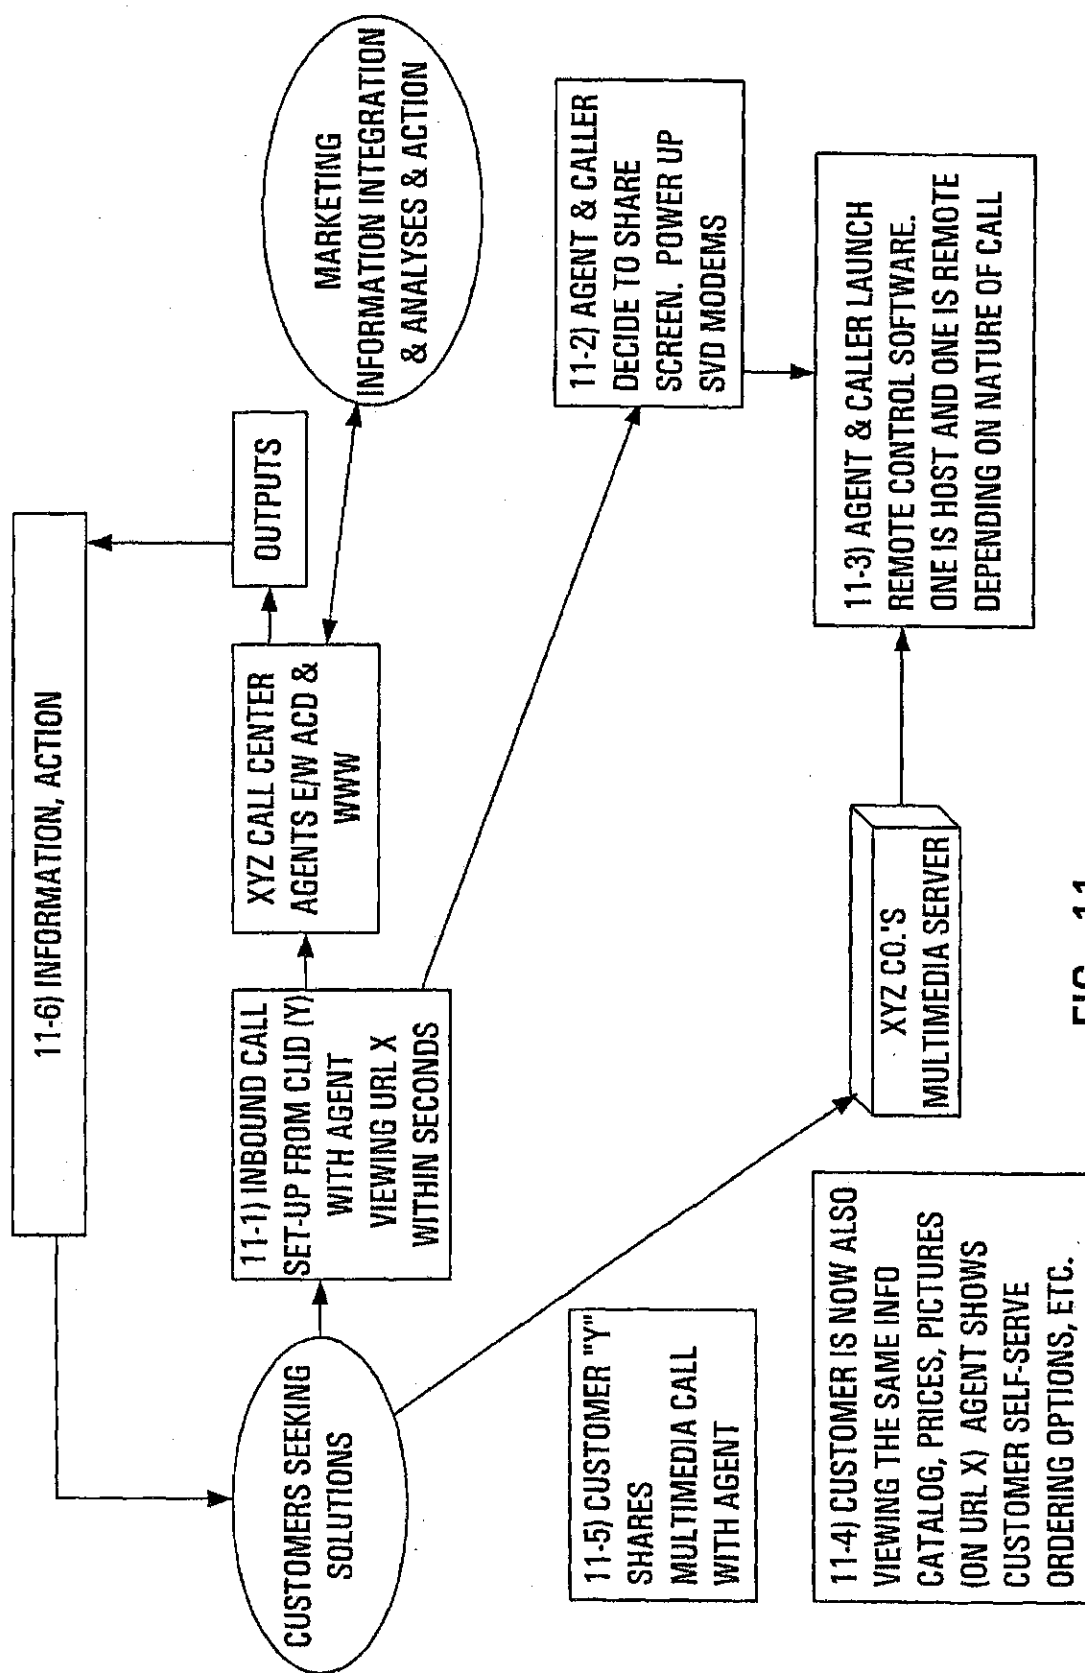 11-6) INFORMATION, ACTION
CUSTOMERS SEEKING
SOLUTIONS
11-1) INBOUND CALL
SET-UP FROM CLID (Y)
WITH AGENT
VIEWING URL X
WITHIN SECONDS
XYZ CALL CENTER
AGENTS E/W ACD &
WWW
OUTPUTS
MARKETING
INFORMATION INTEGRATION
& ANALYSES & ACTION
11-5) CUSTOMER "Y"
SHARES
MULTIMEDIA CALL
WITH AGENT
11-2) AGENT & CALLER
DECIDE TO SHARE
SCREEN. POWER UP
SVD MODEMS
11-4) CUSTOMER IS NOW ALSO
VIEWING THE SAME INFO
CATALOG, PRICES, PICTURES
(ON URL X) AGENT SHOWS
CUSTOMER SELF-SERVE
ORDERING OPTIONS, ETC.
XYZ CO.'S
MULTIMEDIA SERVER
11-3) AGENT & CALLER LAUNCH
REMOTE CONTROL SOFTWARE.
ONE IS HOST AND ONE IS REMOTE
DEPENDING ON NATURE OF CALL
FIG. 11